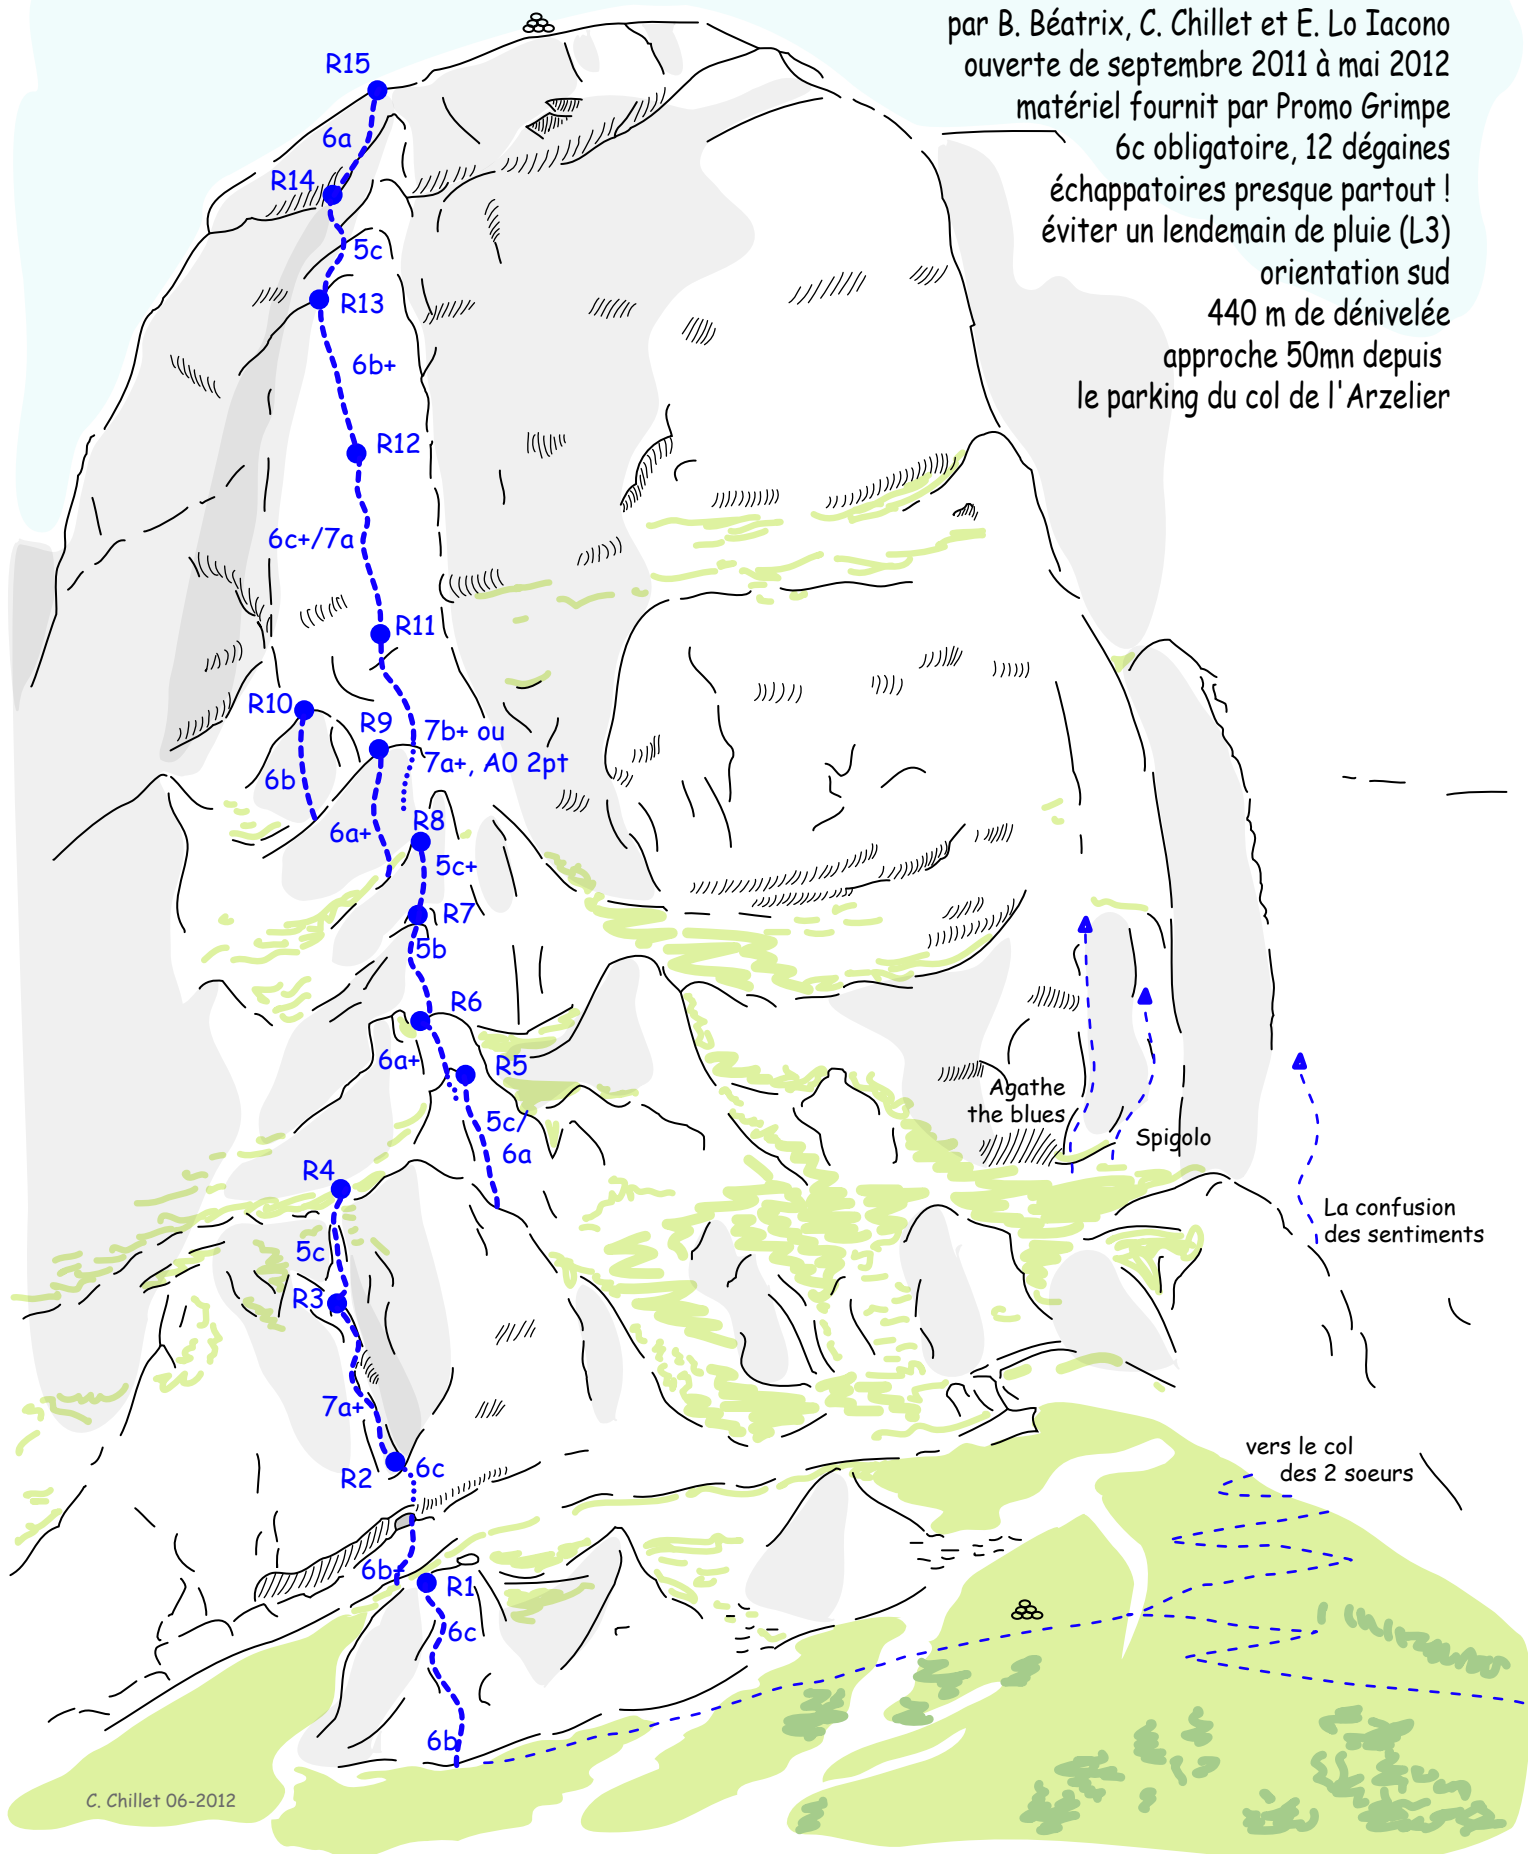 par B. Béatrix, C. Chillet et E. Lo Iacono
ouverte de septembre 2011 à mai 2012
matériel fournit par Promo Grimpe
6c obligatoire, 12 dégaines
échappatoires presque partout !
éviter un lendemain de pluie (L3)
orientation sud
440 m de dénivelée
approche 50mn depuis
le parking du col de l'Arzelier
R15
6a
R14
5c
R13
6b+
R12
6c+/7a
R11
R10
R9
7b+ ou
7a+, A0 2pt
6b
6a+
R8
5c+
R7
5b
R6
6a+
R5
5c/
6a
Agathe
the blues
Spigolo
R4
La confusion
des sentiments
5c
R3
7a+
R2
6c
vers le col
des 2 soeurs
6b+
R1
6c
6b
C. Chillet 06-2012